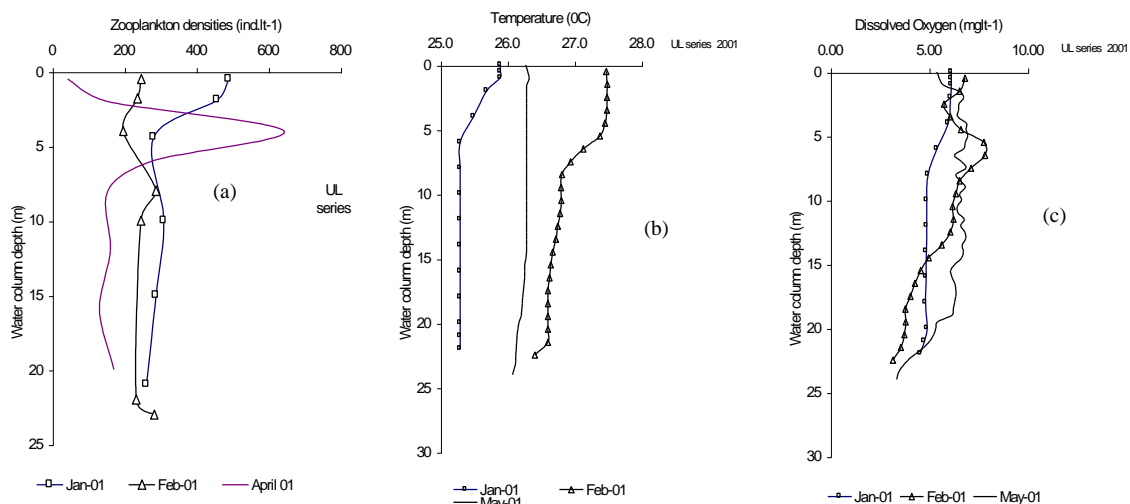 Zooplankton densities (ind.lt-1)
0 200 400 600 800
0
5
10
15
20
25
Water column depth (m)
(a)
UL
series
Jan-01 Feb-01 April 01
Temperature (0C)
25.0 26.0 27.0 28.0 UL series 2001
0
5
10
15
20
25
30
Water column depth (m)
(b)
Jan-01 Feb-01
May-01
Dissolved Oxygen (mglt-1)
0.00 5.00 10.00
UL series 2001
0
5
10
15
20
25
30
Water column depth (m)
(c)
Jan-01 Feb-01 May-01